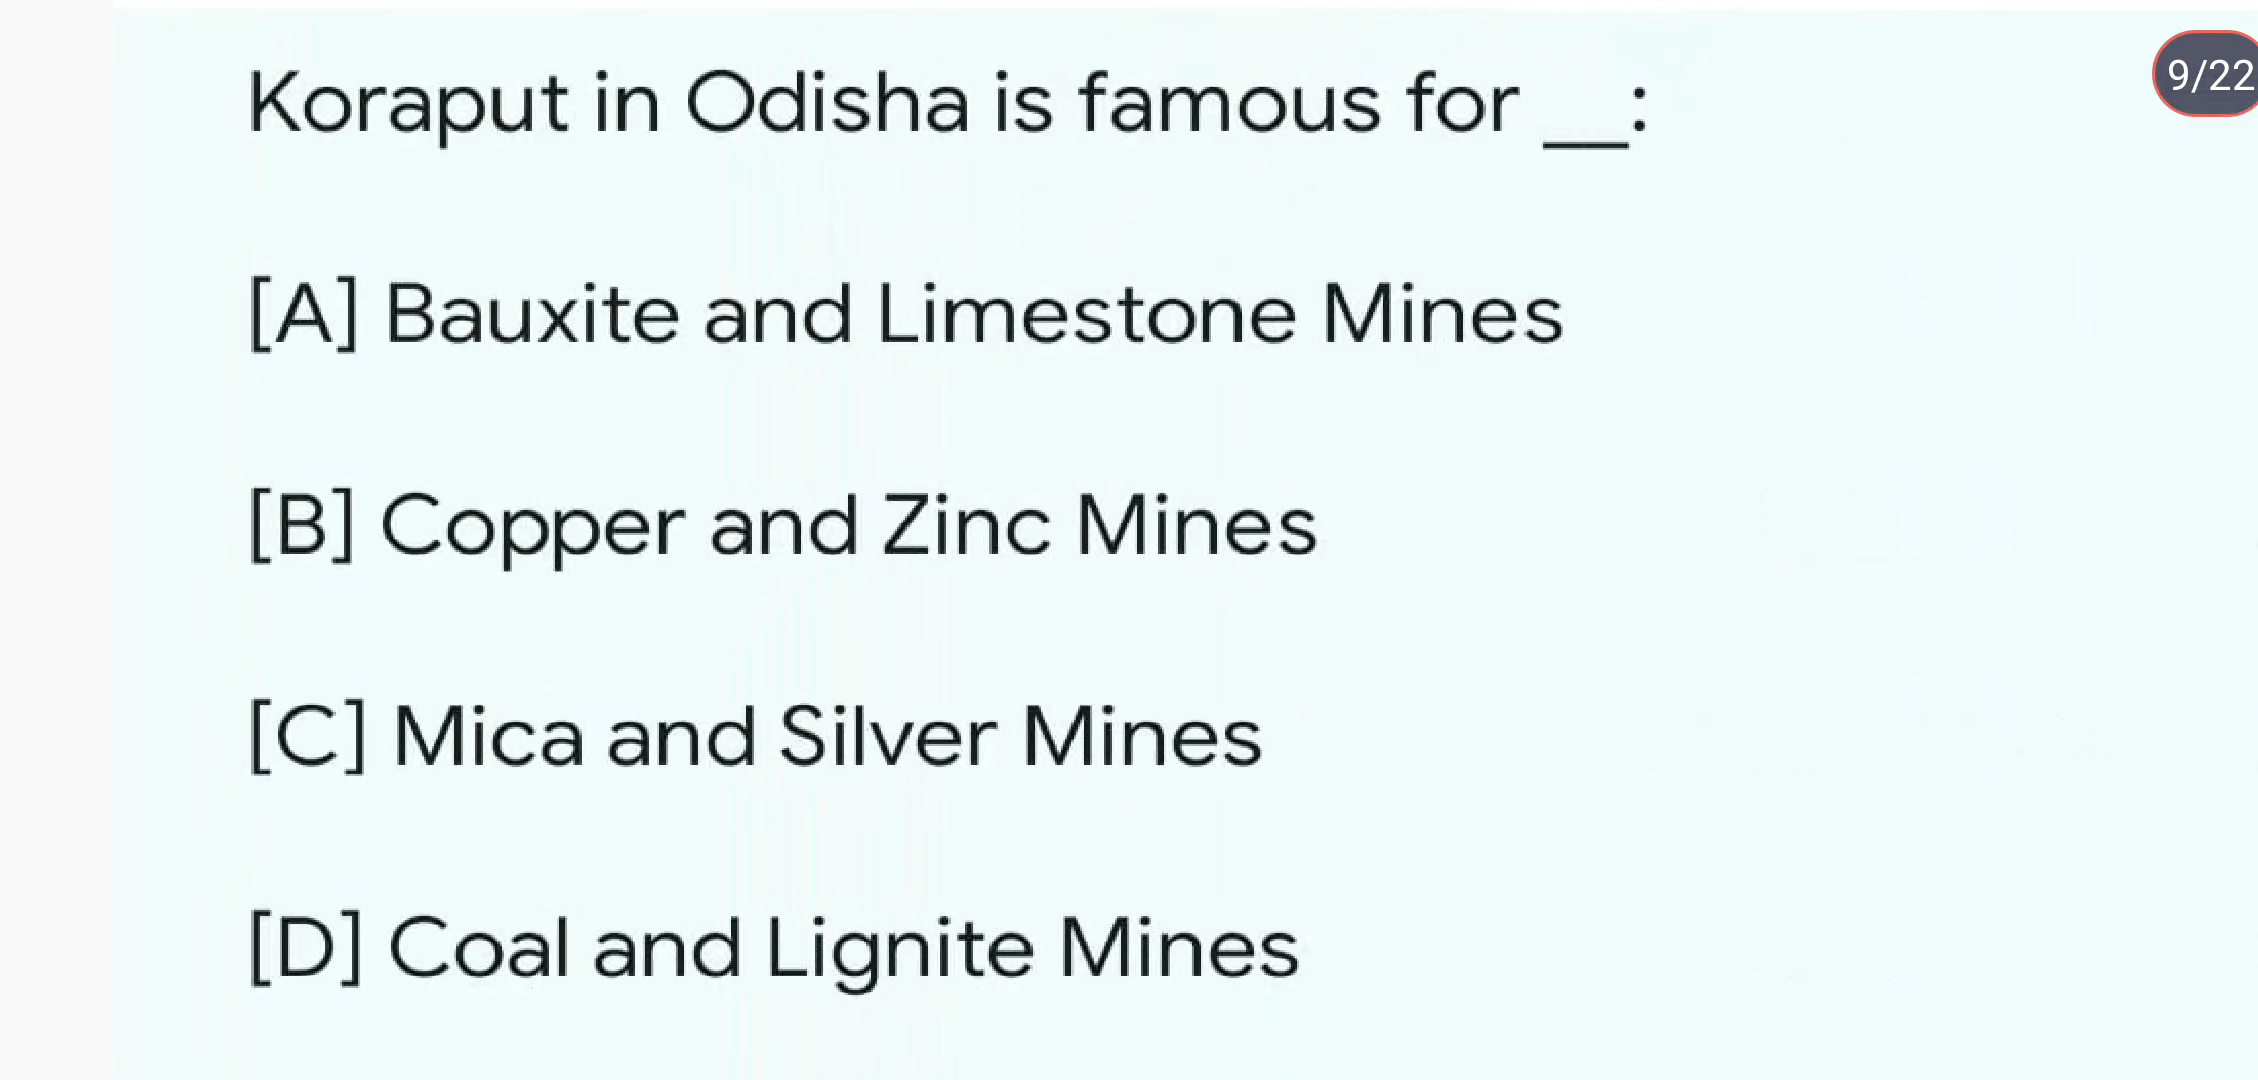 Koraput in Odisha is famous for __:
9/22
[A] Bauxite and Limestone Mines
[B] Copper and Zinc Mines
[C] Mica and Silver Mines
[D] Coal and Lignite Mines